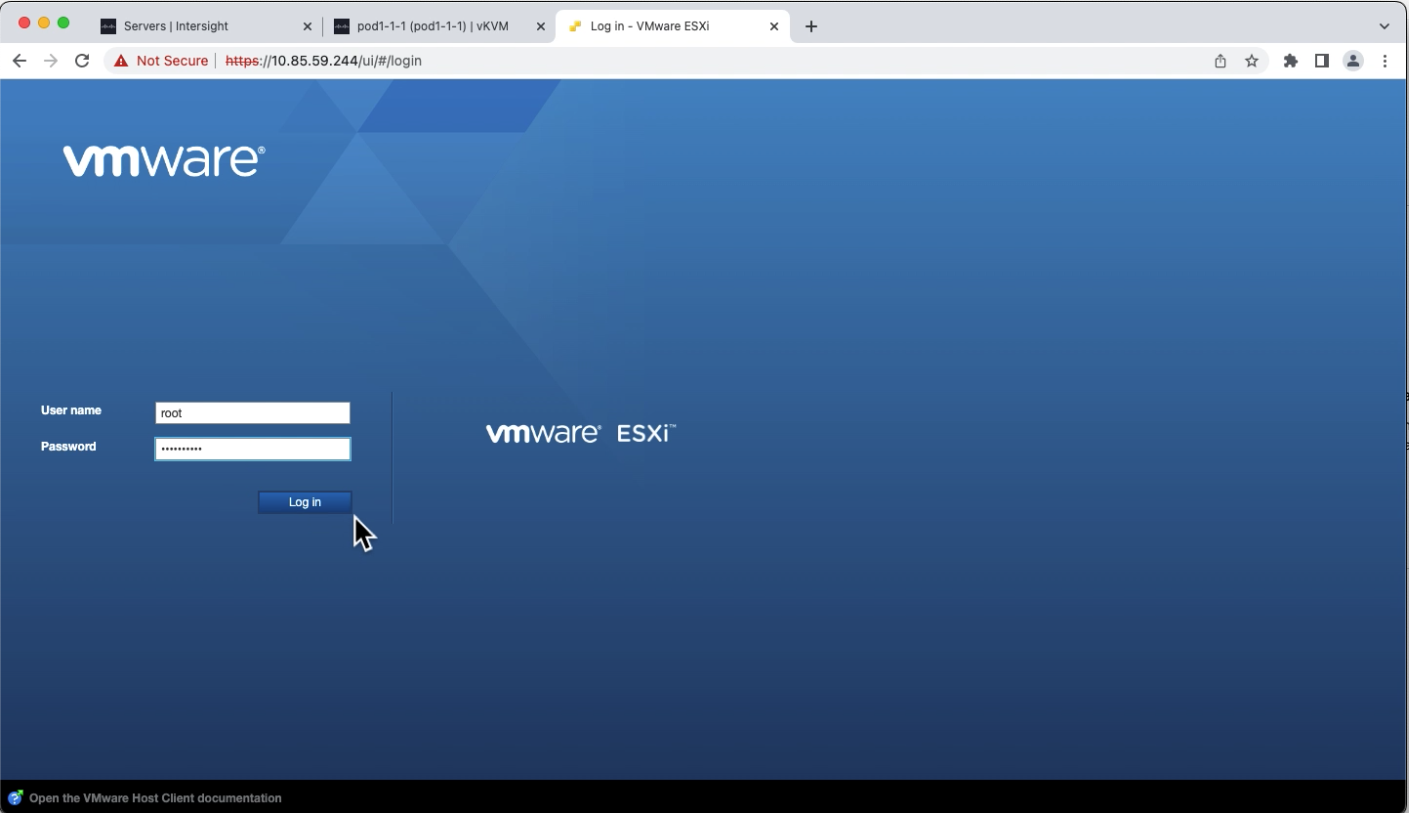 Servers | Intersight
pod1-1-1 (pod1-1-1) | vKVM
Log in - VMware ESXi
Not Secure
https://10.85.59.244/ui/#/login
vmware®
User name
root
Password
••••••••••
Log in
vmware® ESXi™
Open the VMware Host Client documentation